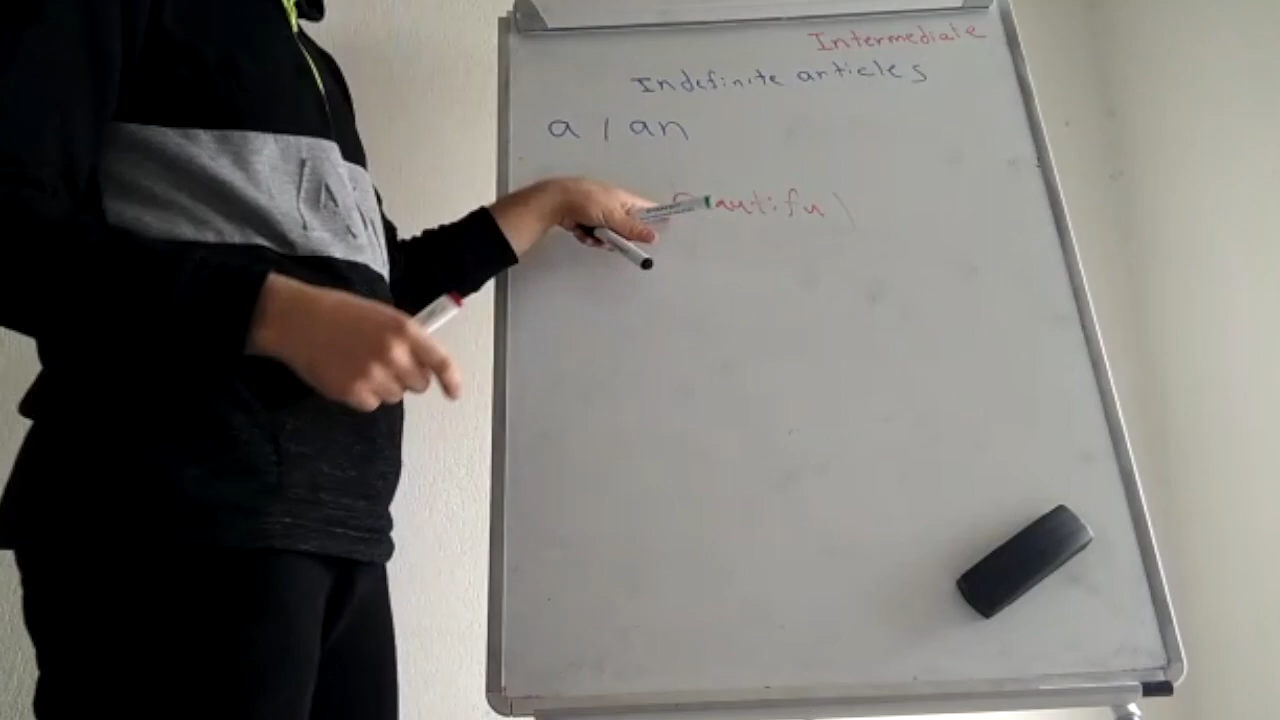 Intermediate
Indefinite articles
a / an